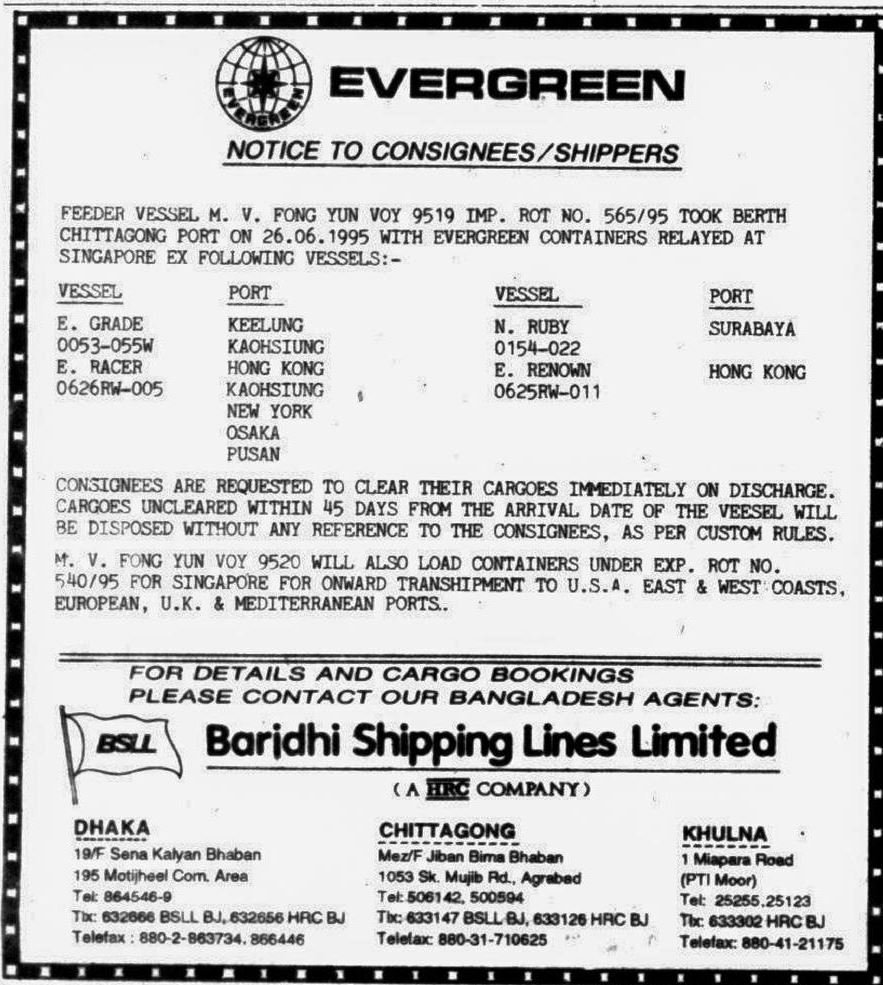 EVERGREEN
EVERGREEN
NOTICE TO CONSIGNEES/SHIPPERS
FEEDER VESSEL M. V. FONG YUN VOY 9519 IMP. ROT NO. 565/95 TOOK BERTH
CHITTAGONG PORT ON 26.06.1995 WITH EVERGREEN CONTAINERS RELAYED AT
SINGAPORE EX FOLLOWING VESSELS:-
VESSEL PORT VESSEL PORT
E. GRADE KEELUNG N. RUBY SURABAYA
0053-055W KAOHSIUNG 0154-022
E. RACER HONG KONG E. RENOWN HONG KONG
0626RW-005 KAOHSIUNG 0625RW-011
NEW YORK
OSAKA
PUSAN
CONSIGNEES ARE REQUESTED TO CLEAR THEIR CARGOES IMMEDIATELY ON DISCHARGE.
CARGOES UNCLEARED WITHIN 45 DAYS FROM THE ARRIVAL DATE OF THE VEESEL WILL
BE DISPOSED WITHOUT ANY REFERENCE TO THE CONSIGNEES, AS PER CUSTOM RULES.
M. V. FONG YUN VOY 9520 WILL ALSO LOAD CONTAINERS UNDER EXP. ROT NO.
540/95 FOR SINGAPORE FOR ONWARD TRANSHIPMENT TO U.S.A. EAST & WEST COASTS,
EUROPEAN, U.K. & MEDITERRANEAN PORTS..
FOR DETAILS AND CARGO BOOKINGS
PLEASE CONTACT OUR BANGLADESH AGENTS:
BSLL Baridhi Shipping Lines Limited
(A HRC COMPANY)
DHAKA
19/F Sena Kalyan Bhaban
195 Motijheel Com. Area
Tel: 864546-9
Tlx: 632666 BSLL BJ, 632656 HRC BJ
Telefax : 880-2-863734. 866446
CHITTAGONG
Mez/F Jiban Bima Bhaban
1053 Sk. Mujib Rd., Agrabad
Tel: 506142, 500594
Tlx: 633147 BSLL BJ, 633126 HRC BJ
Telefax: 880-31-710625
KHULNA
1 Miapara Road
(PTI Moor)
Tel: 25255.25123
Tlx: 633302 HRC BJ
Telefax: 880-41-21175